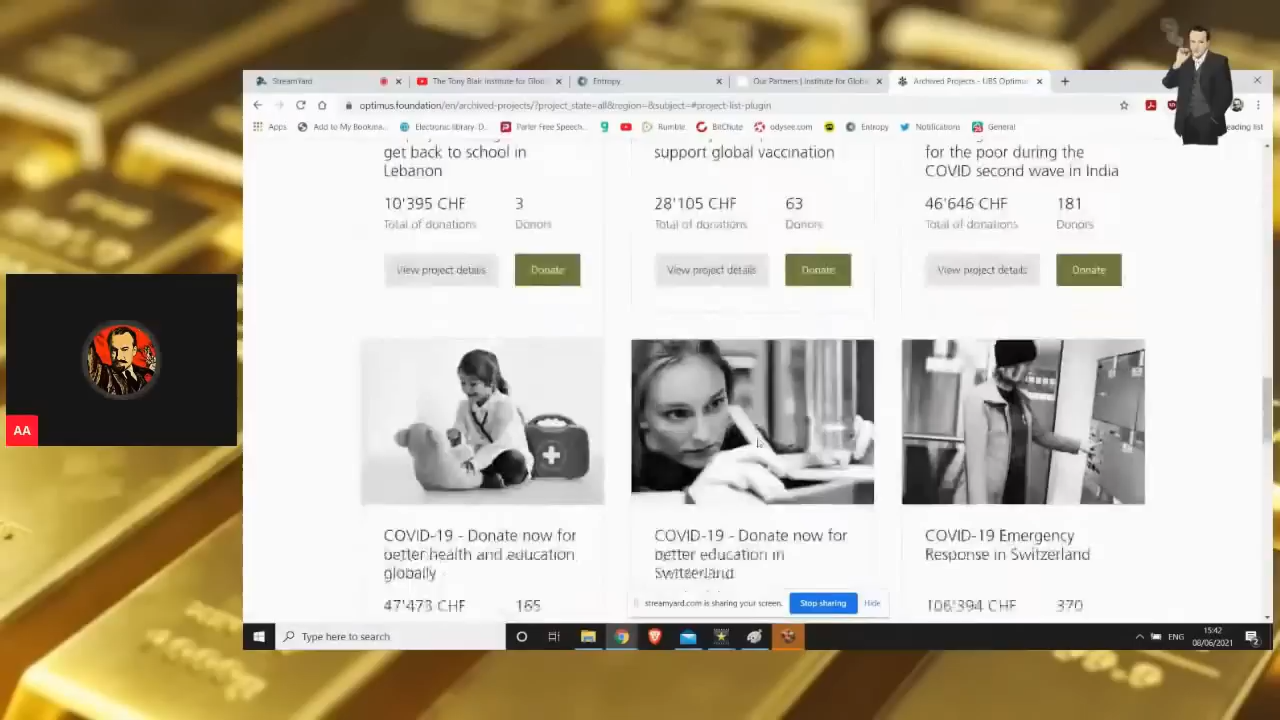 StreamYard
The Tony Blair Institute for Glob
Entropy
Our Partners | Institute for Glob
Archived Projects - UBS Optimu
optimus.foundation/en/archived-projects/?project_state=all&region=&subject=#project-list-plugin
Apps
Add to My Bookma...
Electronic library. D...
Parler Free Speech...
Rumble
BitChute
odysee.com
Entropy
Notifications
General
eading list
get back to school in
Lebanon
support global vaccination
for the poor during the
COVID second wave in India
10'395 CHF
3
28'105 CHF
63
46'646 CHF
181
Total of donations
Donors
Total of donations
Donors
Total of donations
Donors
View project details
Donate
View project details
Donate
View project details
Donate
AA
COVID-19 - Donate now for
better health and education
globally
COVID-19 - Donate now for
better education in
Switzerland
COVID-19 Emergency
Response in Switzerland
47'473 CHF
165
106'394 CHF
370
streamyard.com is sharing your screen.
Stop sharing
Hide
Type here to search
ENG
15:42
08/06/2021